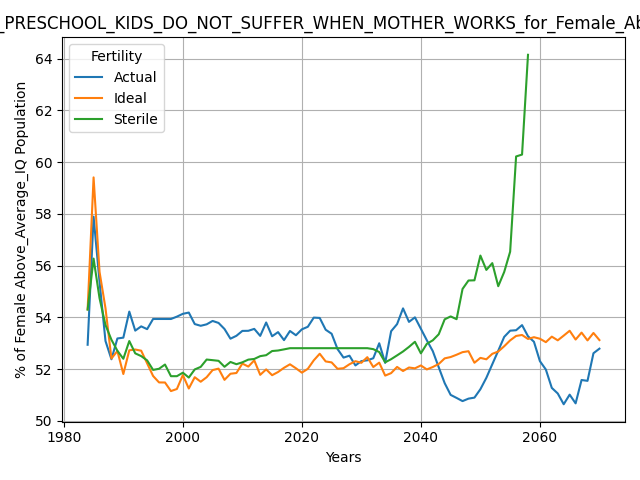 _PRESCHOOL_KIDS_DO_NOT_SUFFER_WHEN_MOTHER_WORKS_for_Female_Ab
Fertility
Actual
Ideal
Sterile
% of Female Above_Average_IQ Population
64
62
60
58
56
54
52
50
1980
2000
2020
2040
2060
Years